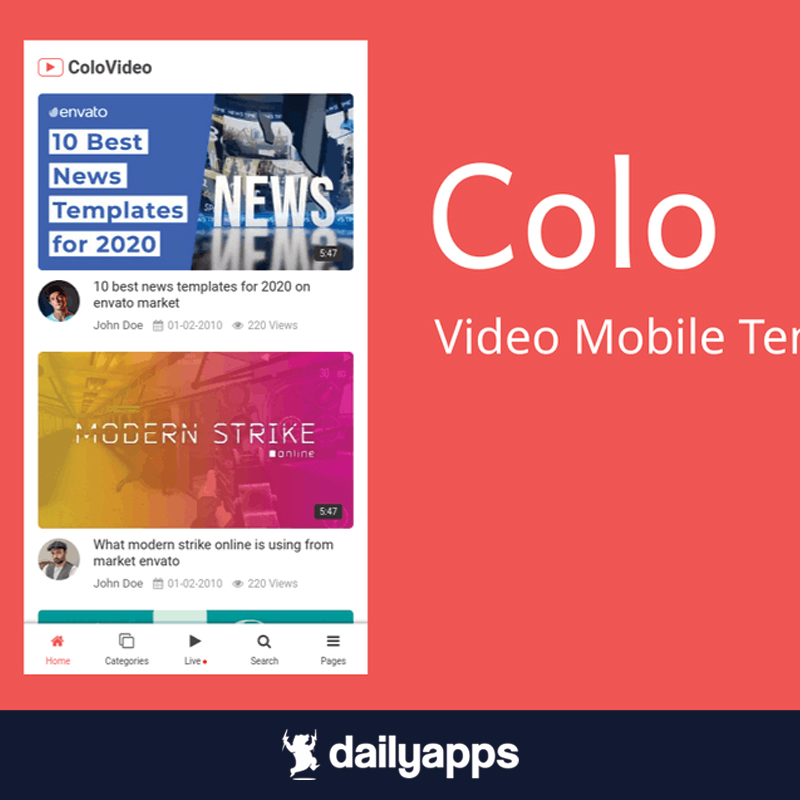 ColoVideo
envato
10 Best
News
Templates
for 2020
NEWS
5:47
10 best news templates for 2020 on
envato market
John Doe 01-02-2010 220 Views
MODERN STRIKE
online
5:47
What modern strike online is using from
market envato
John Doe 01-02-2010 220 Views
Home Categories Live Search Pages
Colo
Video Mobile Ter
dailyapps